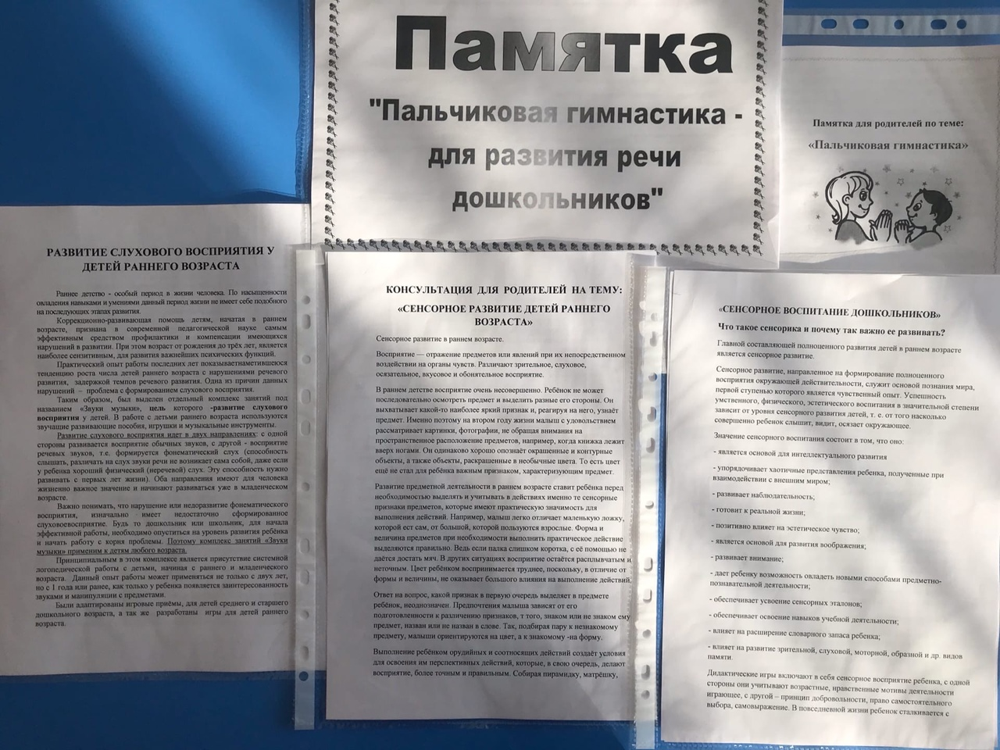 Памятка
"Пальчиковая гимнастика -
для развития речи
дошкольников"
Памятка для родителей по теме:
«Пальчиковая гимнастика»
РАЗВИТИЕ СЛУХОВОГО ВОСПРИЯТИЯ У
ДЕТЕЙ РАННЕГО ВОЗРАСТА
Раннее детство - особый период в жизни человека. По насыщенности
овладения навыками и умениями данный период жизни не имеет себе подобного
на последующих этапах развития.
Коррекционно-развивающая помощь детям, начатая в раннем
возрасте, признана в современной педагогической науке самым
эффективным средством профилактики и компенсации имеющихся
нарушений в развитии. При этом возраст от рождения до трёх лет, является
наиболее сензитивным, для развития важнейших психических функций.
Практический опыт работы последних лет показываетнаметившеюся
тенденцию роста числа детей раннего возраста с нарушениями речевого
развития, задержкой темпов речевого развития. Одна из причин данных
нарушений – проблема с формированием слухового восприятия.
Таким образом, был выделен отдельный комплекс занятий под
названием «Звуки музыки», цель которого -развитие слухового
восприятия у детей. В работе с детьми раннего возраста используются
звучащие развивающие пособия, игрушки и музыкальные инструменты.
Развитие слухового восприятия идет в двух направлениях: с одной
стороны развивается восприятие обычных звуков, с другой - восприятие
речевых звуков, т.е. формируется фонематический слух (способность
слышать, различать на слух звуки речи не возникает сама собой, даже если
у ребенка хороший физический (неречевой) слух. Эту способность нужно
развивать с первых лет жизни). Оба направления имеют для человека
жизненно важное значение и начинают развиваться уже в младенческом
возрасте.
Важно понимать, что нарушение или недоразвитие фонематического
восприятия, изначально имеет недостаточно сформированное
слуховоевосприятие. Будь то дошкольник или школьник, для начала
эффективной работы, необходимо опуститься на уровень развития ребёнка
и начать работу с корня проблемы. Поэтому комплекс занятий «Звуки
музыки» применим к детям любого возраста.
Принципиальным в этом комплексе является присутствие системной
логопедической работы с детьми, начиная с раннего и младенческого
возраста. Данный опыт работы может применяться не только с двух лет,
но с 1 года или ранее, как только у ребенка появляется заинтересованность
звуками и манипуляции с предметами.
Были адаптированы игровые приёмы, для детей среднего и старшего
дошкольного возраста, а так же разработаны игры для детей раннего
возраста.
КОНСУЛЬТАЦИЯ ДЛЯ РОДИТЕЛЕЙ НА ТЕМУ:
«СЕНСОРНОЕ РАЗВИТИЕ ДЕТЕЙ РАННЕГО
ВОЗРАСТА»
Сенсорное развитие в раннем возрасте.
Восприятие — отражение предметов или явлений при их непосредственном
воздействии на органы чувств. Различают зрительное, слуховое,
осязательное, вкусовое и обонятельное восприятие.
В раннем детстве восприятие очень несовершенно. Ребёнок не может
последовательно осмотреть предмет и выделить разные его стороны. Он
выхватывает какой-то наиболее яркий признак и, реагируя на него, узнаёт
предмет. Именно поэтому на втором году жизни малыш с удовольствием
рассматривает картинки, фотографии, не обращая внимания на
пространственное расположение предметов, например, когда книжка лежит
вверх ногами. Он одинаково хорошо опознаёт окрашенные и контурные
объекты, а также объекты, раскрашенные в необычные цвета. То есть цвет
ещё не стал для ребёнка важным признаком, характеризующим предмет.
Развитие предметной деятельности в раннем возрасте ставит ребёнка перед
необходимостью выделять и учитывать в действиях именно те сенсорные
признаки предметов, которые имеют практическую значимость для
выполнения действий. Например, малыш легко отличает маленькую ложку,
которой ест сам, от большой, которой пользуются взрослые. Форма и
величина предметов при необходимости выполнить практическое действие
выделяются правильно. Ведь если палка слишком коротка, с её помощью не
даётся достать мяч. В других ситуациях восприятие остаётся расплывчатым и
неточным. Цвет ребёнком воспринимается труднее, поскольку, в отличие от
формы и величины, не оказывает большого влияния на выполнение действий.
Ответ на вопрос, какой признак в первую очередь выделяет в предмете
ребёнок, неоднозначен. Предпочтения малыша зависят от его
подготовленности к различению признаков, т того, знаком или не знаком ему
предмет, назван или не назван в слове. Так, подбирая пару к незнакомому
предмету, малыши ориентируются на цвет, а к знакомому -на форму.
Выполнение ребёнком орудийных и соотносящих действий создаёт условия
для освоения им перспективных действий, которые, в свою очередь, делают
восприятие, более точным и правильным. Собирая пирамидку, матрёшку,
«СЕНСОРНОЕ ВОСПИТАНИЕ ДОШКОЛЬНИКОВ»
Что такое сенсорика и почему так важно ее развивать?
Главной составляющей полноценного развития детей в раннем возрасте
является сенсорное развитие.
Сенсорное развитие, направленное на формирование полноценного
восприятия окружающей действительности, служит основой познания мира,
первой ступенью которого является чувственный опыт. Успешность
умственного, физического, эстетического воспитания в значительной степени
зависит от уровня сенсорного развития детей, т. е. от того насколько
совершенно ребенок слышит, видит, осязает окружающее.
Значение сенсорного воспитания состоит в том, что оно:
- является основой для интеллектуального развития
- упорядочивает хаотичные представления ребенка, полученные при
взаимодействии с внешним миром;
- развивает наблюдательность;
- готовит к реальной жизни;
- позитивно влияет на эстетическое чувство;
- является основой для развития воображения;
- развивает внимание;
- дает ребенку возможность овладеть новыми способами предметно-
познавательной деятельности;
- обеспечивает усвоение сенсорных эталонов;
- обеспечивает освоение навыков учебной деятельности;
- влияет на расширение словарного запаса ребенка;
- влияет на развитие зрительной, слуховой, моторной, образной и др. видов
памяти.
Дидактические игры включают в себя сенсорное восприятие ребенка, с одной
стороны они учитывают возрастные, нравственные мотивы деятельности
играющее, с другой – принцип добровольности, право самостоятельного
выбора, самовыражение. В повседневной жизни ребенок сталкивается с